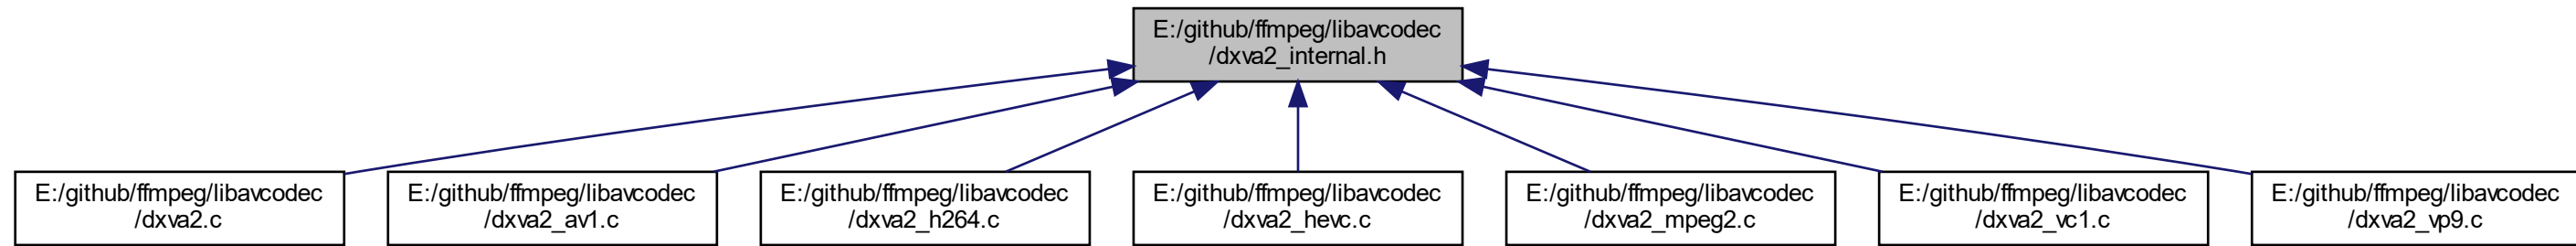 E:/github/ffmpeg/libavcodec
/dxva2_internal.h
E:/github/ffmpeg/libavcodec
/dxva2.c
E:/github/ffmpeg/libavcodec
/dxva2_av1.c
E:/github/ffmpeg/libavcodec
/dxva2_h264.c
E:/github/ffmpeg/libavcodec
/dxva2_hevc.c
E:/github/ffmpeg/libavcodec
/dxva2_mpeg2.c
E:/github/ffmpeg/libavcodec
/dxva2_vc1.c
E:/github/ffmpeg/libavcodec
/dxva2_vp9.c